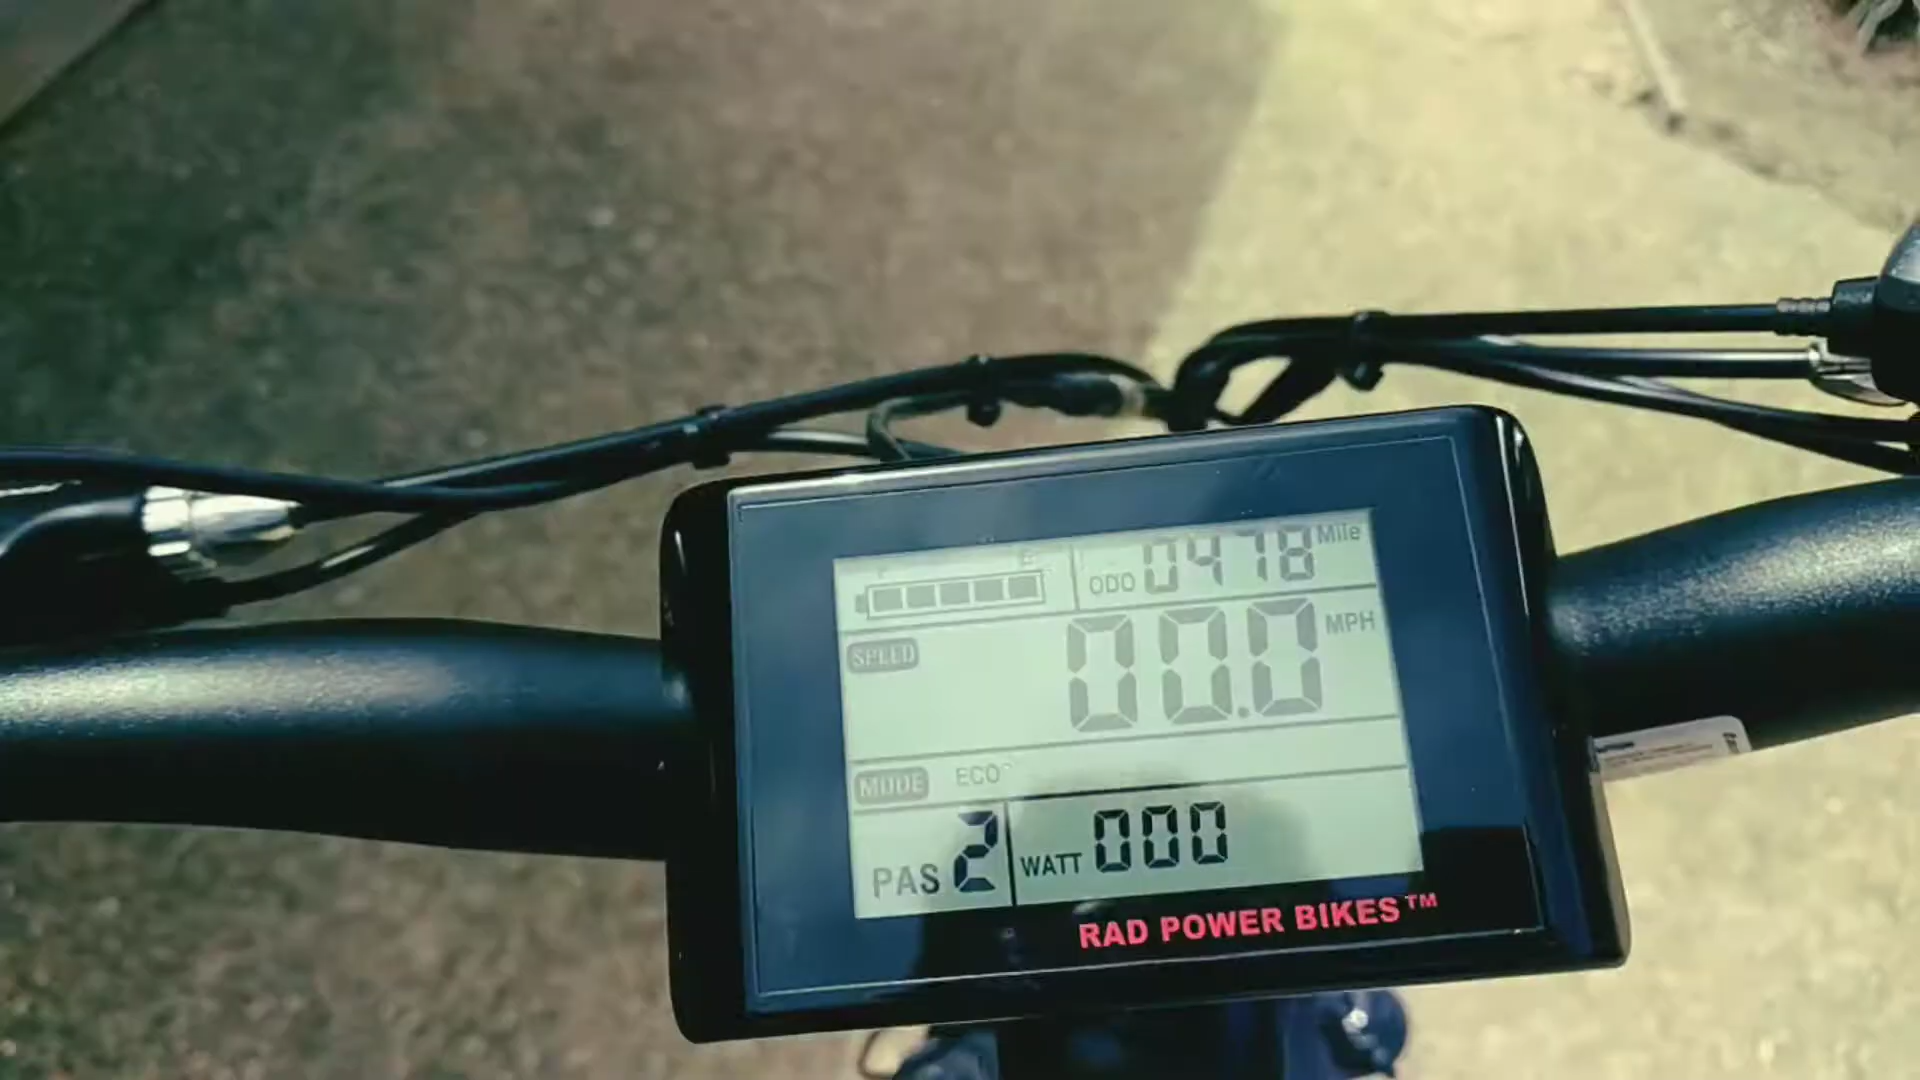 ODO 0478 Mile
SPEED 00.0 MPH
MODE ECO
PAS 2 WATT 000
RAD POWER BIKES™